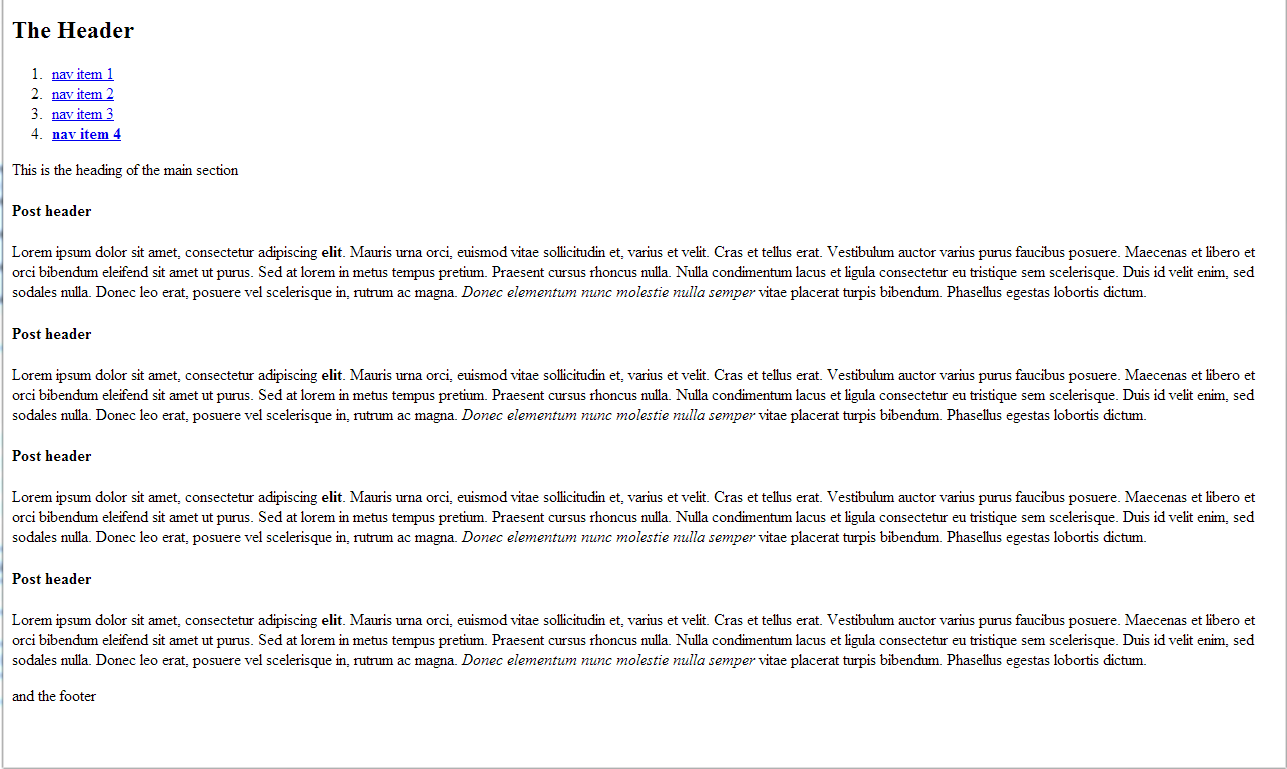 The Header
1. nav item 1
2. nav item 2
3. nav item 3
4. nav item 4
This is the heading of the main section
Post header
Lorem ipsum dolor sit amet, consectetur adipiscing elit. Mauris urna orci, euismod vitae sollicitudin et, varius et velit. Cras et tellus erat. Vestibulum auctor varius purus faucibus posuere. Maecenas et libero et
orci bibendum eleifend sit amet ut purus. Sed at lorem in metus tempus pretium. Praesent cursus rhoncus nulla. Nulla condimentum lacus et ligula consectetur eu tristique sem scelerisque. Duis id velit enim, sed
sodales nulla. Donec leo erat, posuere vel scelerisque in, rutrum ac magna. Donec elementum nunc molestie nulla semper vitae placerat turpis bibendum. Phasellus egestas lobortis dictum.
Post header
Lorem ipsum dolor sit amet, consectetur adipiscing elit. Mauris urna orci, euismod vitae sollicitudin et, varius et velit. Cras et tellus erat. Vestibulum auctor varius purus faucibus posuere. Maecenas et libero et
orci bibendum eleifend sit amet ut purus. Sed at lorem in metus tempus pretium. Praesent cursus rhoncus nulla. Nulla condimentum lacus et ligula consectetur eu tristique sem scelerisque. Duis id velit enim, sed
sodales nulla. Donec leo erat, posuere vel scelerisque in, rutrum ac magna. Donec elementum nunc molestie nulla semper vitae placerat turpis bibendum. Phasellus egestas lobortis dictum.
Post header
Lorem ipsum dolor sit amet, consectetur adipiscing elit. Mauris urna orci, euismod vitae sollicitudin et, varius et velit. Cras et tellus erat. Vestibulum auctor varius purus faucibus posuere. Maecenas et libero et
orci bibendum eleifend sit amet ut purus. Sed at lorem in metus tempus pretium. Praesent cursus rhoncus nulla. Nulla condimentum lacus et ligula consectetur eu tristique sem scelerisque. Duis id velit enim, sed
sodales nulla. Donec leo erat, posuere vel scelerisque in, rutrum ac magna. Donec elementum nunc molestie nulla semper vitae placerat turpis bibendum. Phasellus egestas lobortis dictum.
Post header
Lorem ipsum dolor sit amet, consectetur adipiscing elit. Mauris urna orci, euismod vitae sollicitudin et, varius et velit. Cras et tellus erat. Vestibulum auctor varius purus faucibus posuere. Maecenas et libero et
orci bibendum eleifend sit amet ut purus. Sed at lorem in metus tempus pretium. Praesent cursus rhoncus nulla. Nulla condimentum lacus et ligula consectetur eu tristique sem scelerisque. Duis id velit enim, sed
sodales nulla. Donec leo erat, posuere vel scelerisque in, rutrum ac magna. Donec elementum nunc molestie nulla semper vitae placerat turpis bibendum. Phasellus egestas lobortis dictum.
and the footer